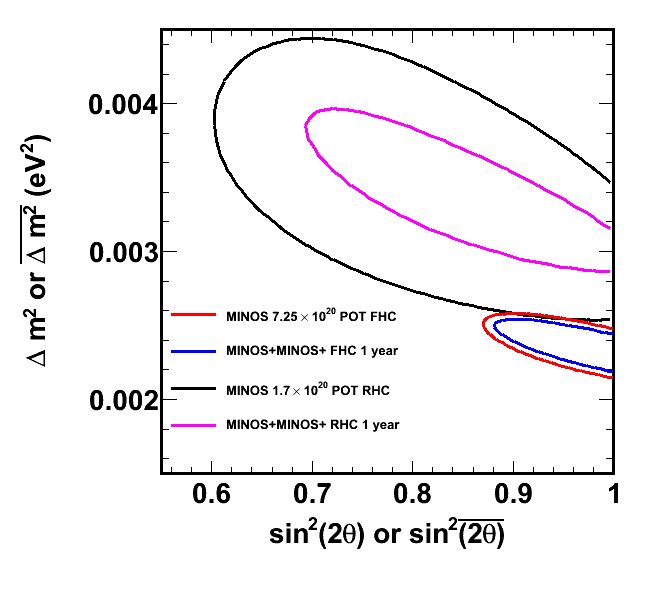 0.004
0.003
0.002
Δ m² or Δ m² (eV²)
MINOS 7.25 × 10²⁰ POT FHC
MINOS+MINOS+ FHC 1 year
MINOS 1.7 × 10²⁰ POT RHC
MINOS+MINOS+ RHC 1 year
0.6 0.7 0.8 0.9 1
sin²(2θ) or sin²(2θ)